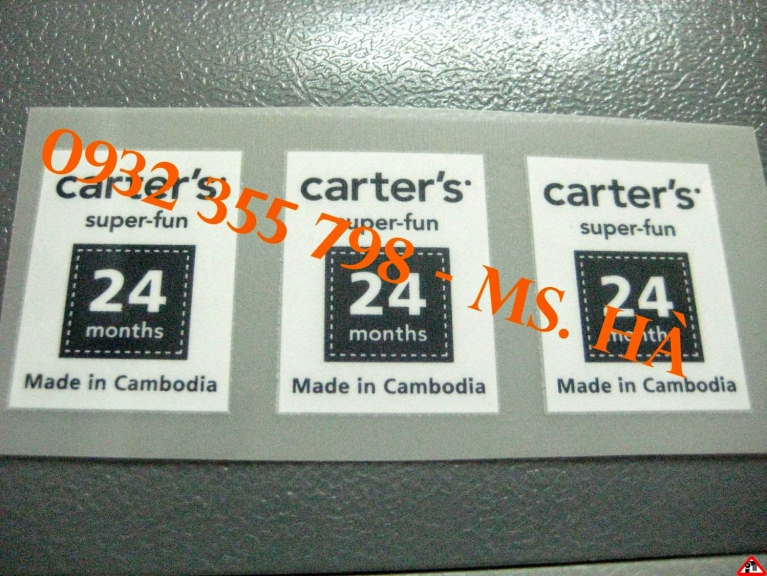 0932 355 798 - MS. HÀ
carter's
super-fun
24
months
Made in Cambodia
carter's
super-fun
24
months
Made in Cambodia
carter's
super-fun
24
months
Made in Cambodia